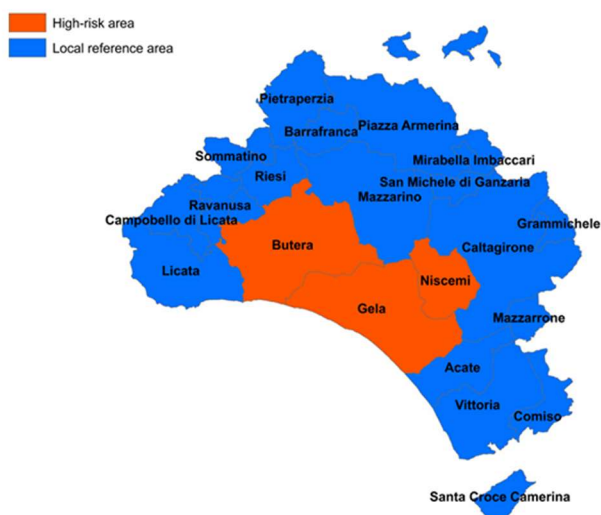 High-risk area
Local reference area
Pietraperzia
Piazza Armerina
Barrafranca
Sommatino
Mirabella Imbaccari
Riesi
San Michele di Ganzaria
Mazzarino
Ravanusa
Campobello di Licata
Grammichele
Butera
Caltagirone
Licata
Niscemi
Gela
Mazzarrone
Acate
Vittoria
Comiso
Santa Croce Camerina